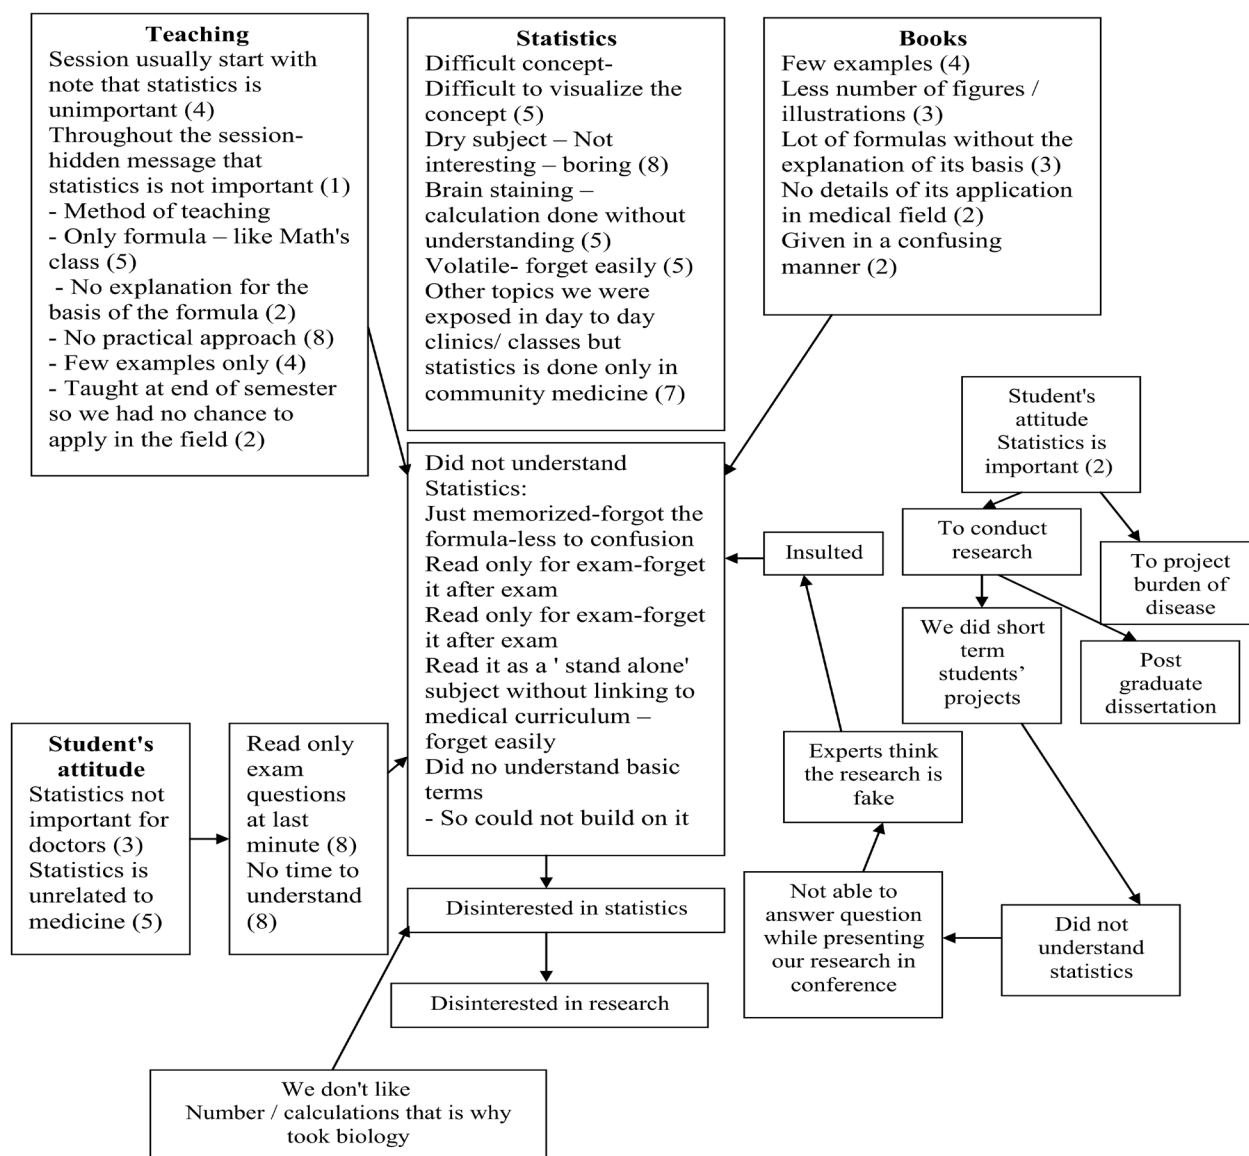 Teaching
Session usually start with
note that statistics is
unimportant (4)
Throughout the session-
hidden message that
statistics is not important (1)
- Method of teaching
- Only formula – like Math's
class (5)
- No explanation for the
basis of the formula (2)
- No practical approach (8)
- Few examples only (4)
- Taught at end of semester
so we had no chance to
apply in the field (2)
Statistics
Difficult concept-
Difficult to visualize the
concept (5)
Dry subject – Not
interesting – boring (8)
Brain staining –
calculation done without
understanding (5)
Volatile- forget easily (5)
Other topics we were
exposed in day to day
clinics/ classes but
statistics is done only in
community medicine (7)
Books
Few examples (4)
Less number of figures /
illustrations (3)
Lot of formulas without the
explanation of its basis (3)
No details of its application
in medical field (2)
Given in a confusing
manner (2)
Student's
attitude
Statistics is
important (2)
To conduct
research
To project
burden of
disease
We did short
term
students’
projects
Post
graduate
dissertation
Did not understand
Statistics:
Just memorized-forgot the
formula-less to confusion
Read only for exam-forget
it after exam
Read only for exam-forget
it after exam
Read it as a ' stand alone'
subject without linking to
medical curriculum –
forget easily
Did no understand basic
terms
- So could not build on it
Insulted
Experts think
the research is
fake
Not able to
answer question
while presenting
our research in
conference
Did not
understand
statistics
Student's
attitude
Statistics not
important for
doctors (3)
Statistics is
unrelated to
medicine (5)
Read only
exam
questions
at last
minute (8)
No time to
understand
(8)
Disinterested in statistics
Disinterested in research
We don't like
Number / calculations that is why
took biology